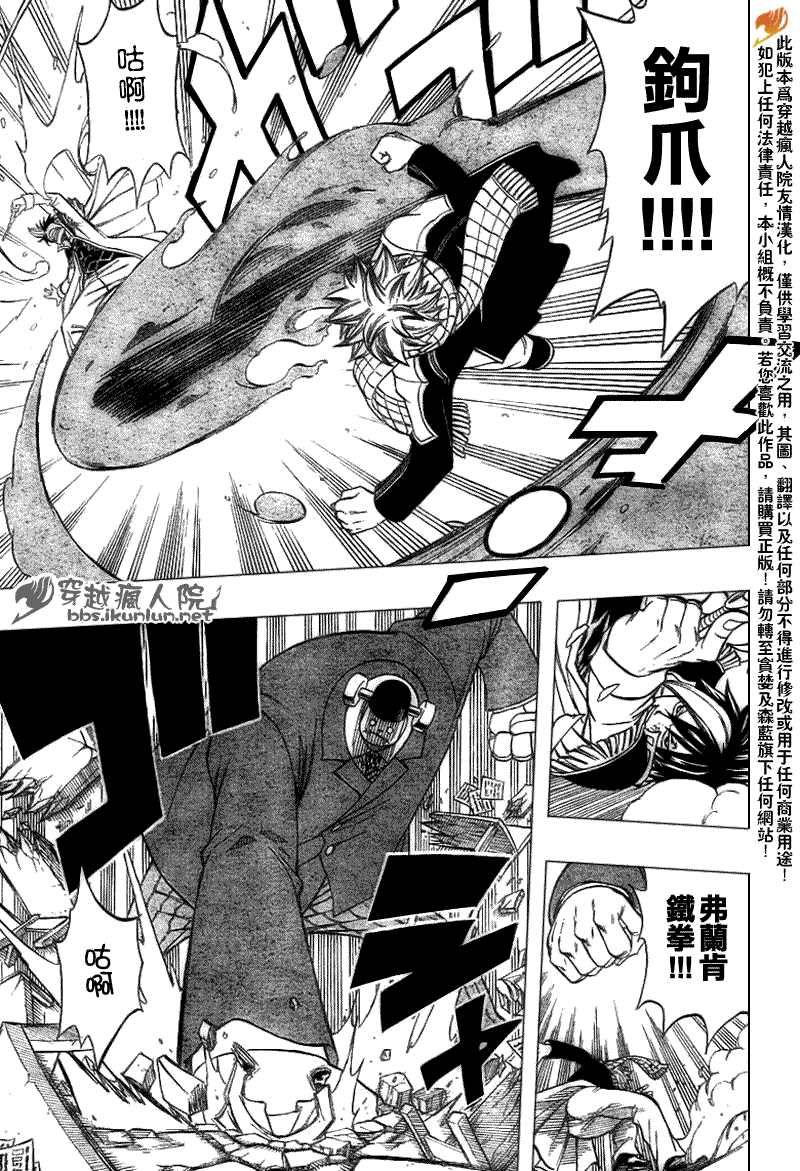 鉤爪!!!!
咕啊!!!!
弗蘭肯
鐵拳!!!
咕啊
穿越瘋人院
bbs.ikunlun.net
此版本爲穿越瘋人院友情漢化，僅供學習交流之用，其圖、翻譯以及任何部分不得進行修改或用于任何商業用途！
如犯上任何法律責任，本小組概不負責。若您喜歡此作品，請購買正版！請勿轉至貪婪及森藍旗下任何網站！